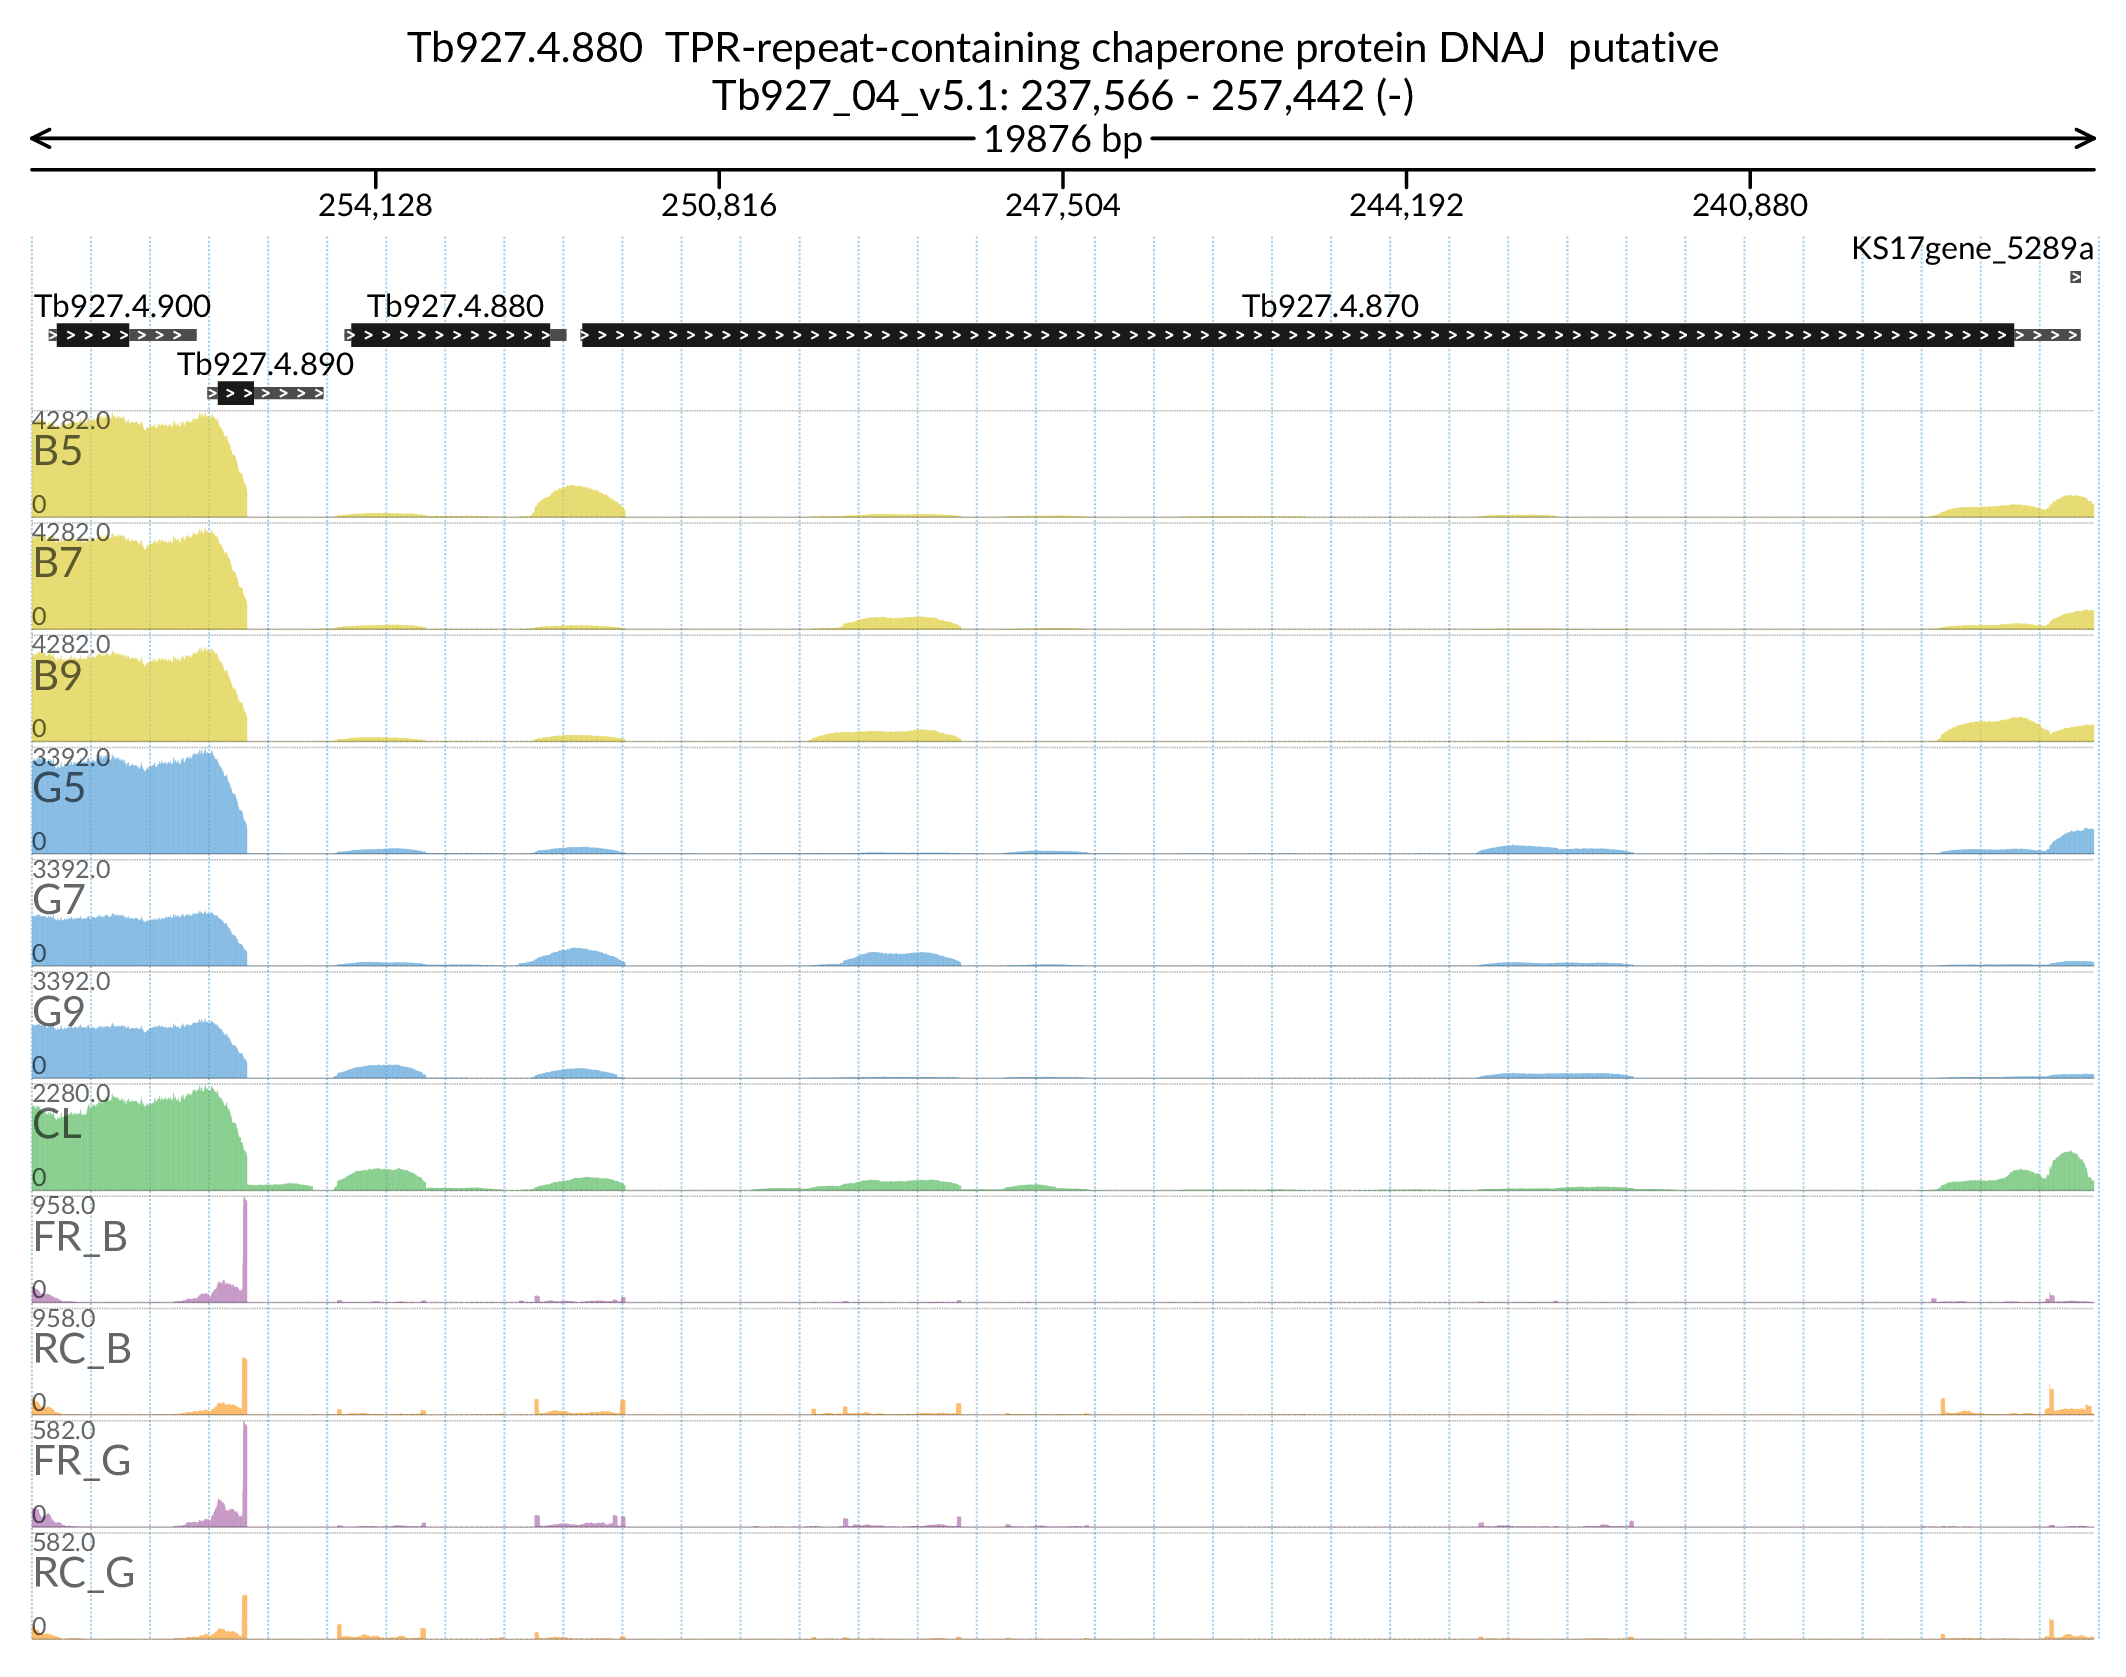 Tb927.4.880  TPR-repeat-containing chaperone protein DNAJ  putative
Tb927_04_v5.1: 237,566 - 257,442 (-)
19876 bp
254,128 250,816 247,504 244,192 240,880
KS17gene_5289a
Tb927.4.900 Tb927.4.880 Tb927.4.870
Tb927.4.890
4282.0
B5
0
4282.0
B7
0
4282.0
B9
0
3392.0
G5
0
3392.0
G7
0
3392.0
G9
0
2280.0
CL
0
958.0
FR_B
0
958.0
RC_B
0
582.0
FR_G
0
582.0
RC_G
0